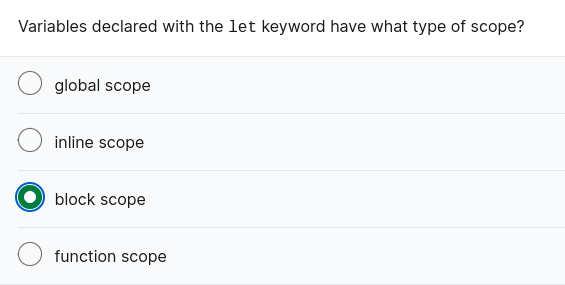 Variables declared with the let keyword have what type of scope?
global scope
inline scope
block scope
function scope